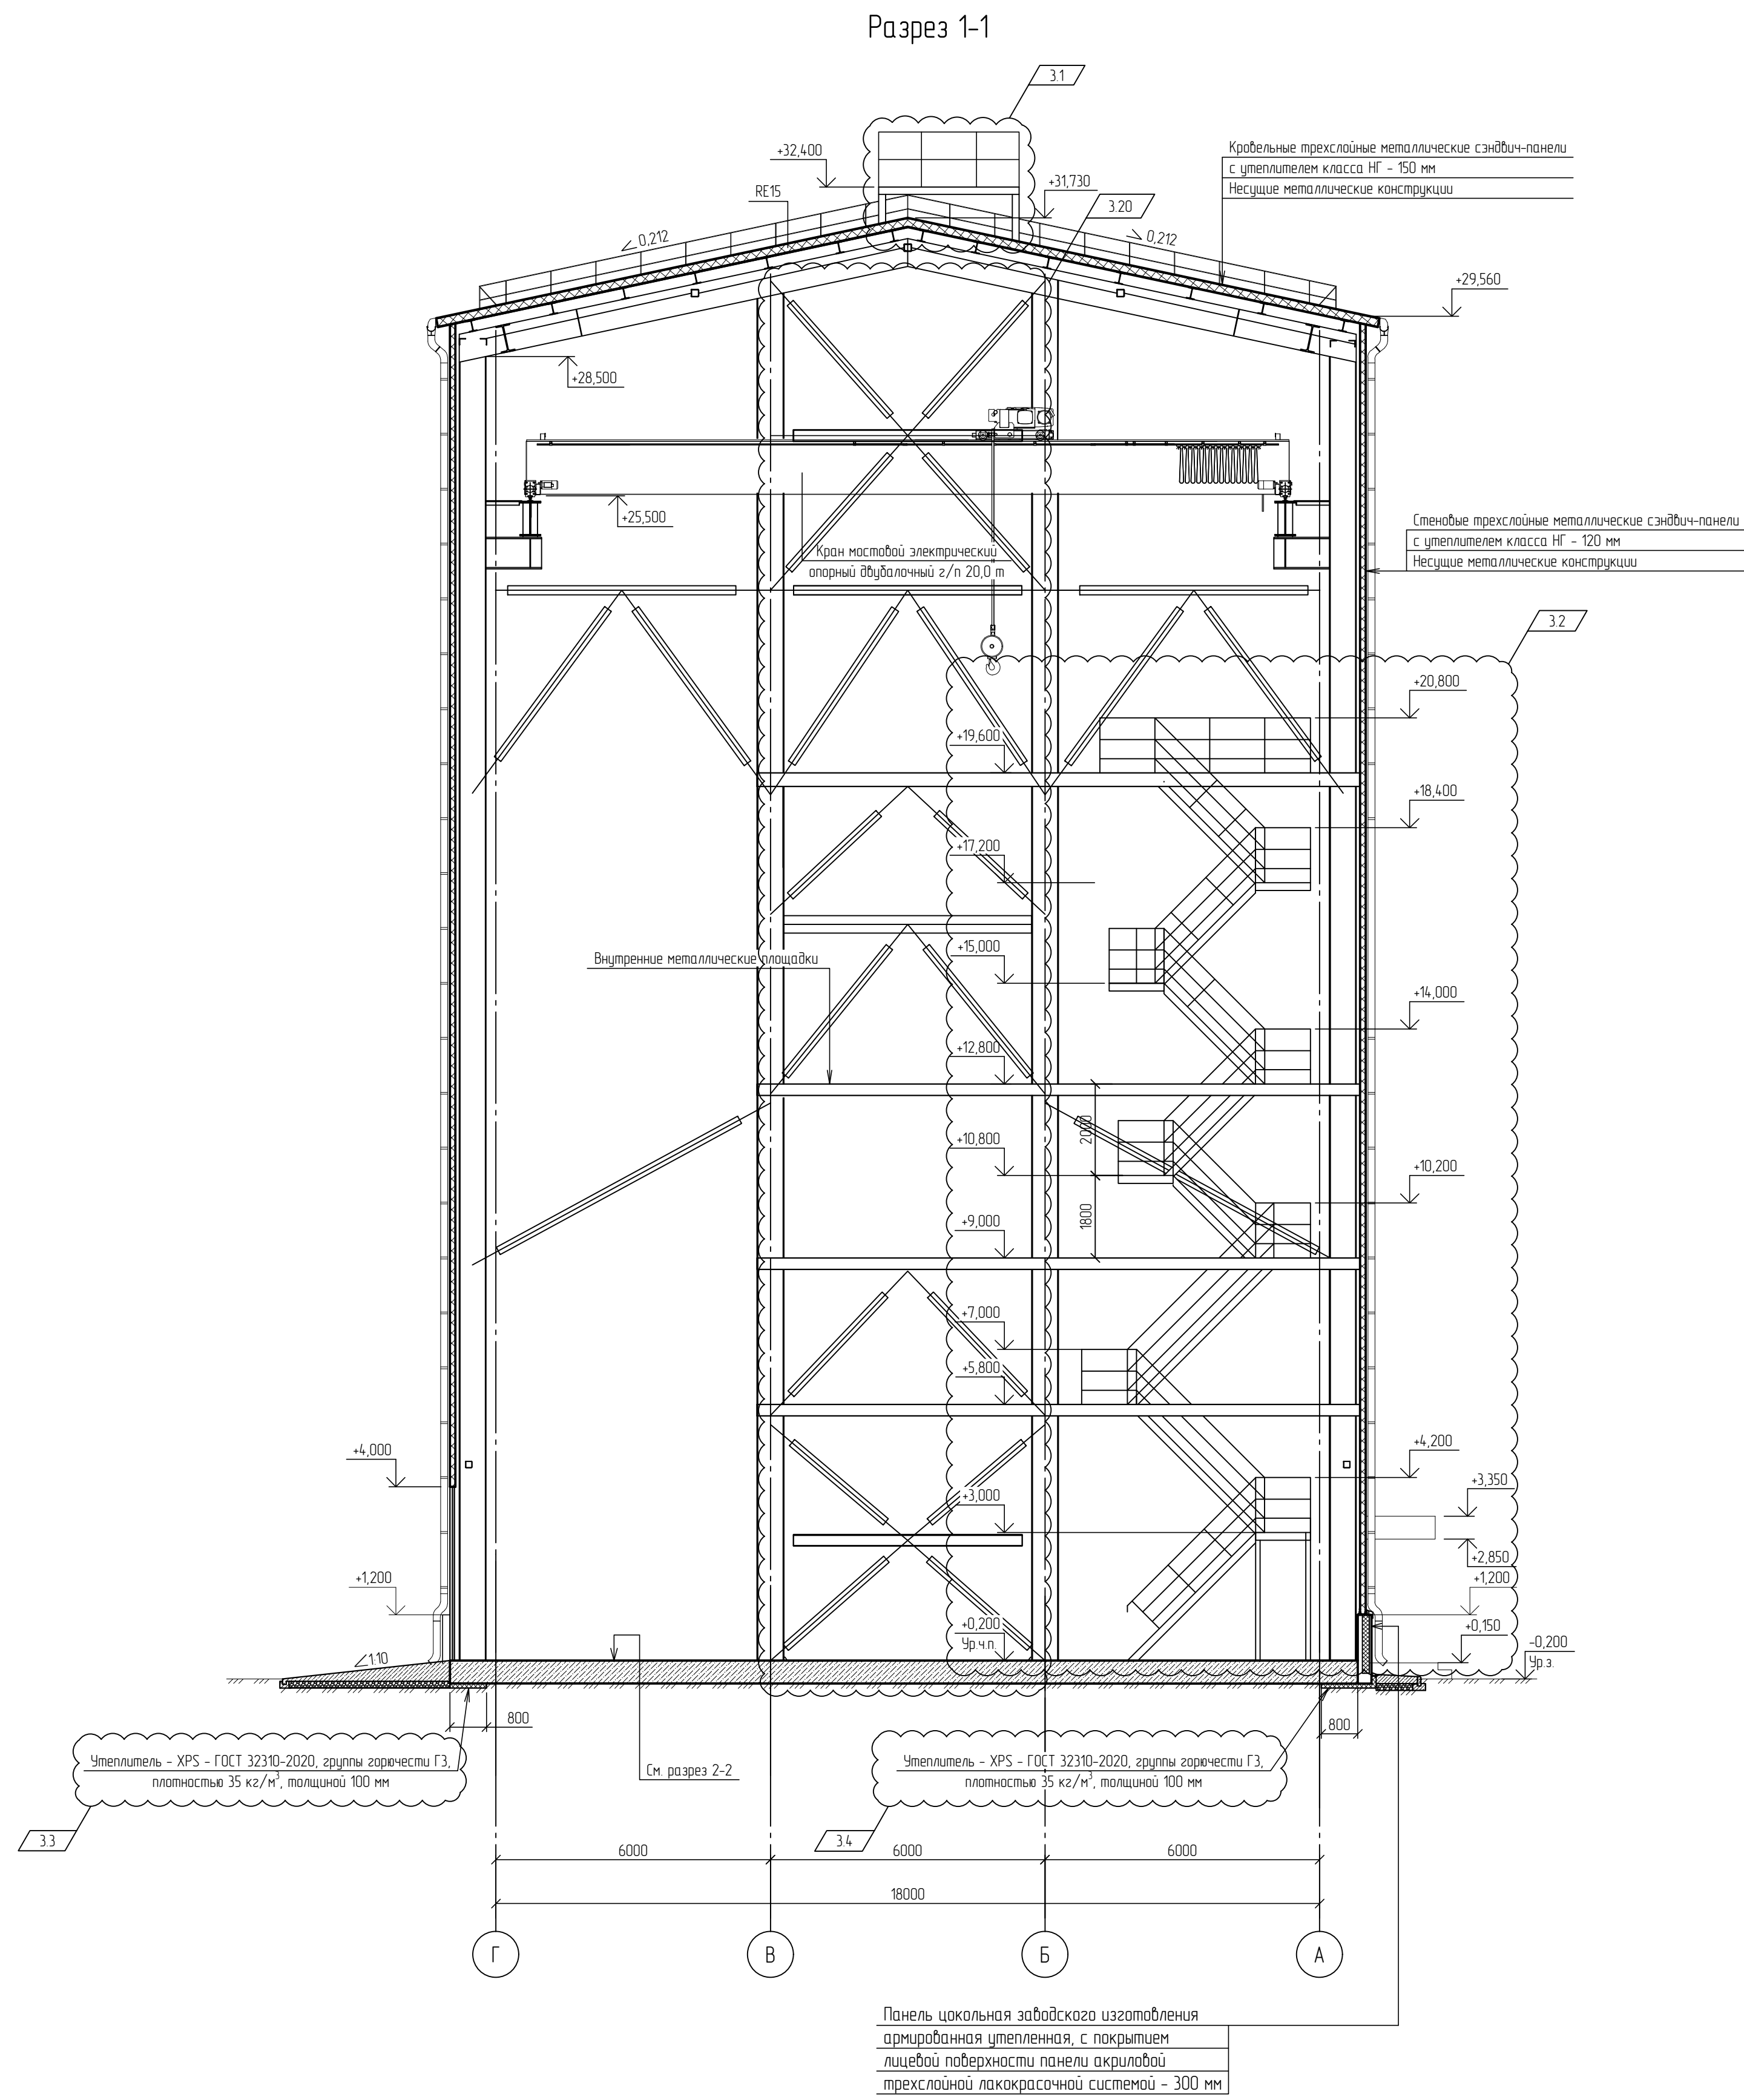 Разрез 1-1
3.1
Кровельные трехслойные металлические сэндвич-панели
с утеплителем класса НГ - 150 мм
Несущие металлические конструкции
+32,400
+31,730
RE15
3.20
0,212
0,212
+29,560
+28,500
+25,500
Стеновые трехслойные металлические сэндвич-панели
с утеплителем класса НГ - 120 мм
Несущие металлические конструкции
Кран мостовой электрический
опорный двубалочный г/п 20,0 т
3.2
+20,800
+19,600
+18,400
+17,200
Внутренние металлические площадки
+15,000
+14,000
+12,800
2000
+10,800
+10,200
1800
+9,000
+7,000
+5,800
+4,000
+4,200
+3,350
+3,000
+2,850
+1,200
+1,200
+0,200
Ур.ч.п.
+0,150
-0,200
Ур.з.
1:10
800
800
Утеплитель - XPS - ГОСТ 32310-2020, группы горючести Г3,
плотностью 35 кг/м³, толщиной 100 мм
См. разрез 2-2
Утеплитель - XPS - ГОСТ 32310-2020, группы горючести Г3,
плотностью 35 кг/м³, толщиной 100 мм
3.3
3.4
6000
6000
6000
18000
Г
В
Б
А
Панель цокольная заводского изготовления
армированная утепленная, с покрытием
лицевой поверхности панели акриловой
трехслойной лакокрасочной системой - 300 мм